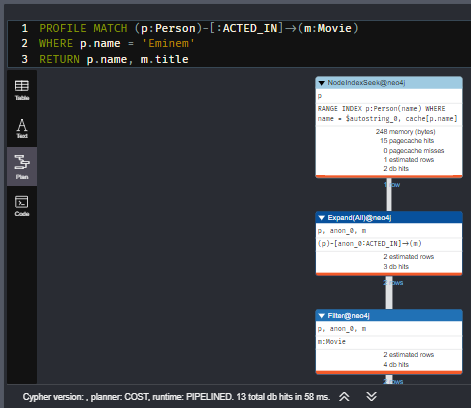 1 PROFILE MATCH (p:Person)-[:ACTED_IN]->(m:Movie)
2 WHERE p.name = 'Eminem'
3 RETURN p.name, m.title
Table
Text
Plan
Code
NodeIndexSeek@neo4j
p
RANGE INDEX p:Person(name) WHERE
name = $autostring_0, cache[p.name]
248 memory (bytes)
15 pagecache hits
0 pagecache misses
1 estimated rows
2 db hits
1 row
Expand(All)@neo4j
p, anon_0, m
(p)-[anon_0:ACTED_IN]->(m)
2 estimated rows
3 db hits
2 rows
Filter@neo4j
p, anon_0, m
m:Movie
2 estimated rows
4 db hits
2 rows
Cypher version: , planner: COST, runtime: PIPELINED. 13 total db hits in 58 ms.